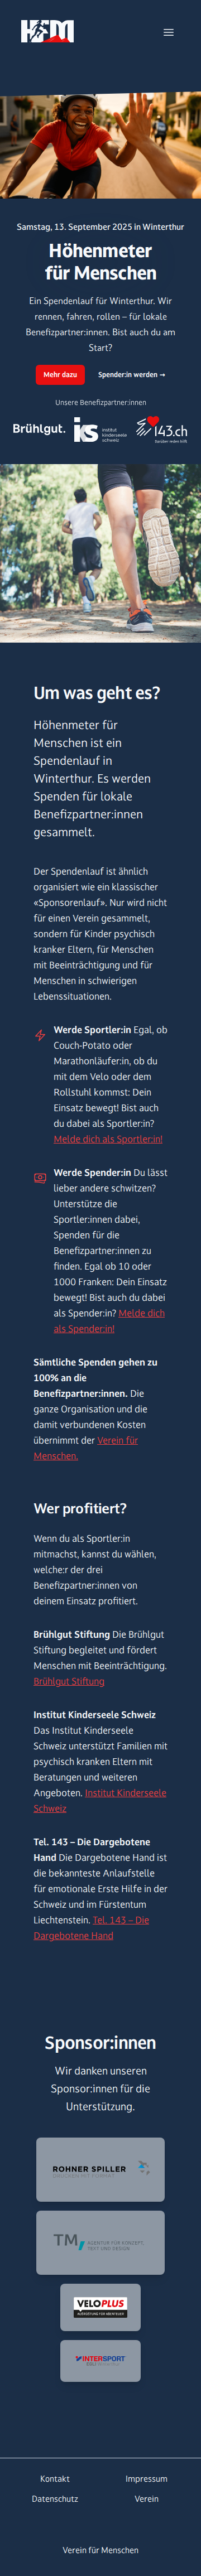 HFM
Samstag, 13. September 2025 in Winterthur
Höhenmeter
für Menschen
Ein Spendenlauf für Winterthur. Wir
rennen, fahren, rollen – für lokale
Benefizpartner:innen. Bist auch du am
Start?
Mehr dazu
Spender:in werden →
Unsere Benefizpartner:innen
Brühlgut.
iks institut
kinderseele
schweiz
143.ch
Darüber reden hilft
Um was geht es?
Höhenmeter für
Menschen ist ein
Spendenlauf in
Winterthur. Es werden
Spenden für lokale
Benefizpartner:innen
gesammelt.
Der Spendenlauf ist ähnlich
organisiert wie ein klassischer
«Sponsorenlauf». Nur wird nicht
für einen Verein gesammelt,
sondern für Kinder psychisch
kranker Eltern, für Menschen
mit Beeinträchtigung und für
Menschen in schwierigen
Lebenssituationen.
Werde Sportler:in Egal, ob
Couch-Potato oder
Marathonläufer:in, ob du
mit dem Velo oder dem
Rollstuhl kommst: Dein
Einsatz bewegt! Bist auch
du dabei als Sportler:in?
Melde dich als Sportler:in!
Werde Spender:in Du lässt
lieber andere schwitzen?
Unterstütze die
Sportler:innen dabei,
Spenden für die
Benefizpartner:innen zu
finden. Egal ob 10 oder
1000 Franken: Dein Einsatz
bewegt! Bist auch du dabei
als Spender:in? Melde dich
als Spender:in!
Sämtliche Spenden gehen zu
100% an die
Benefizpartner:innen. Die
ganze Organisation und die
damit verbundenen Kosten
übernimmt der Verein für
Menschen.
Wer profitiert?
Wenn du als Sportler:in
mitmachst, kannst du wählen,
welche:r der drei
Benefizpartner:innen von
deinem Einsatz profitiert.
Brühlgut Stiftung Die Brühlgut
Stiftung begleitet und fördert
Menschen mit Beeinträchtigung.
Brühlgut Stiftung
Institut Kinderseele Schweiz
Das Institut Kinderseele
Schweiz unterstützt Familien mit
psychisch kranken Eltern mit
Beratungen und weiteren
Angeboten. Institut Kinderseele
Schweiz
Tel. 143 – Die Dargebotene
Hand Die Dargebotene Hand ist
die bekannteste Anlaufstelle
für emotionale Erste Hilfe in der
Schweiz und im Fürstentum
Liechtenstein. Tel. 143 – Die
Dargebotene Hand
Sponsor:innen
Wir danken unseren
Sponsor:innen für die
Unterstützung.
ROHNER SPILLER
TM AGENTUR FÜR KONZEPT,
TEXT UND DESIGN
VELOPLUS
AUSRÜSTUNG FÜR ABENTEUER
INTERSPORT
Kontakt
Impressum
Datenschutz
Verein
Verein für Menschen